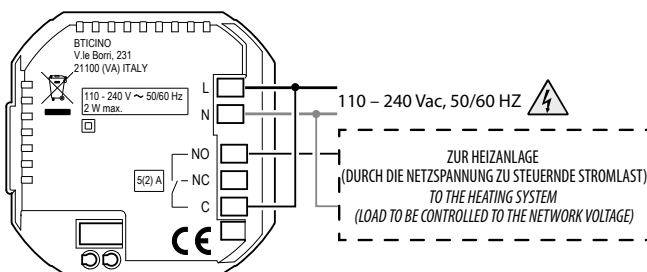 BTICINO
V.le Borri, 231
21100 (VA) ITALY
110 - 240 V ~ 50/60 Hz
2 W max.
L
N
NO
NC
C
5(2) A
CE
110 – 240 Vac, 50/60 HZ
ZUR HEIZANLAGE
(DURCH DIE NETZSPANNUNG ZU STEUERNDE STROMLAST)
TO THE HEATING SYSTEM
(LOAD TO BE CONTROLLED TO THE NETWORK VOLTAGE)